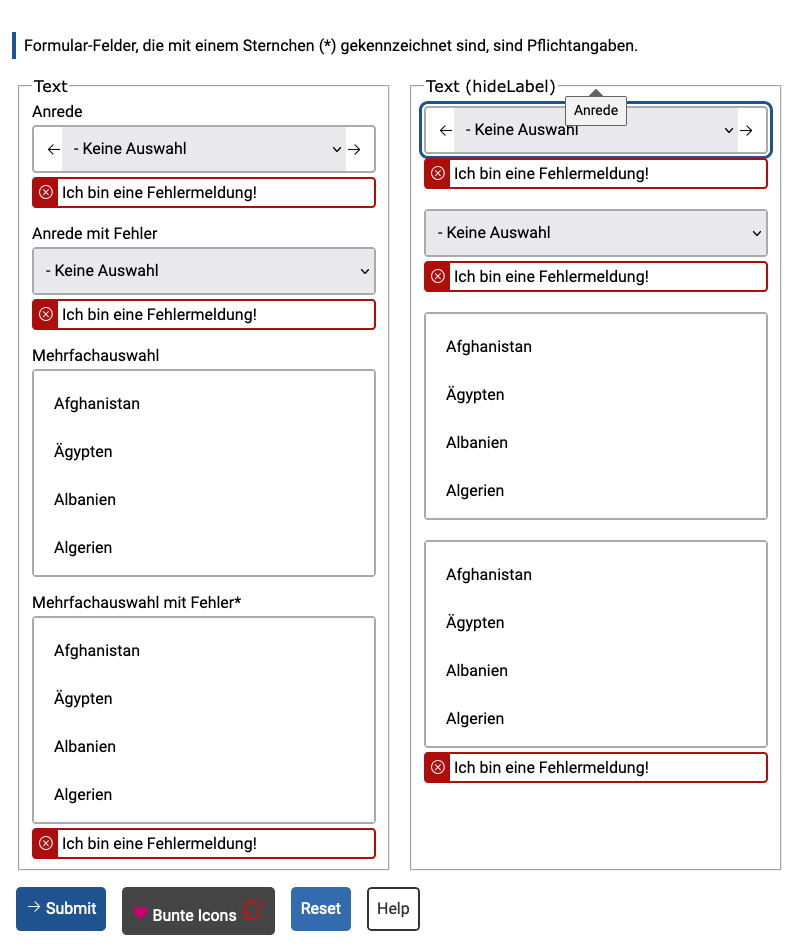 Formular-Felder, die mit einem Sternchen (*) gekennzeichnet sind, sind Pflichtangaben.
Text
Anrede
- Keine Auswahl
Ich bin eine Fehlermeldung!
Anrede mit Fehler
- Keine Auswahl
Ich bin eine Fehlermeldung!
Mehrfachauswahl
Afghanistan
Ägypten
Albanien
Algerien
Mehrfachauswahl mit Fehler*
Afghanistan
Ägypten
Albanien
Algerien
Ich bin eine Fehlermeldung!
Text (hideLabel)
Anrede
- Keine Auswahl
Ich bin eine Fehlermeldung!
- Keine Auswahl
Ich bin eine Fehlermeldung!
Afghanistan
Ägypten
Albanien
Algerien
Afghanistan
Ägypten
Albanien
Algerien
Ich bin eine Fehlermeldung!
Submit
Bunte Icons
Reset
Help